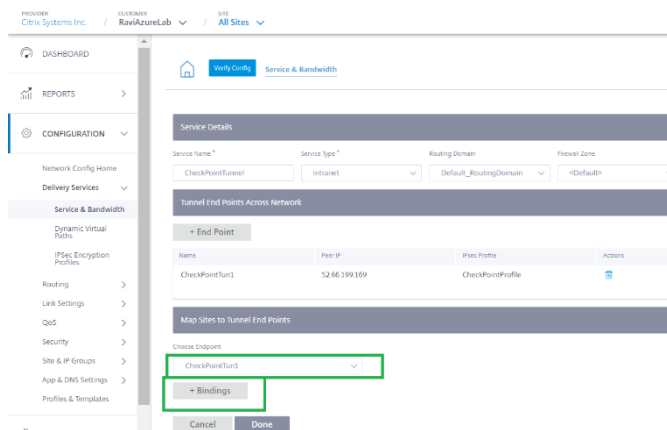 PROVIDER CUSTOMER SITE
Citrix Systems Inc. / RaviAzureLab / All Sites
DASHBOARD
Verify Config Service & Bandwidth
REPORTS
CONFIGURATION
Service Details
Service Name * Service Type * Routing Domain Firewall Zone
CheckPointTunnel Intranet Default_RoutingDomain <Default>
Network Config Home
Delivery Services
Service & Bandwidth
Dynamic Virtual
Paths
IPSec Encryption
Profiles
Routing
Link Settings
QoS
Security
Site & IP Groups
App & DNS Settings
Profiles & Templates
Tunnel End Points Across Network
+ End Point
Name Peer IP IPsec Profile Actions
CheckPointTun1 52.66.199.169 CheckPointProfile
Map Sites to Tunnel End Points
Choose Endpoint
CheckPointTun1
+ Bindings
Cancel Done